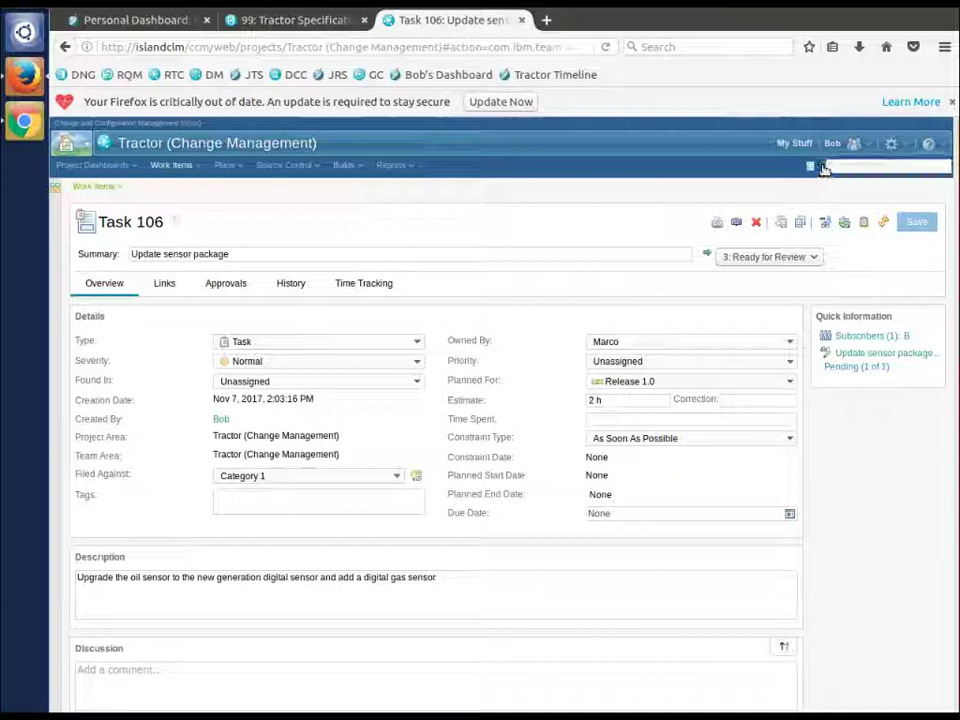 Personal Dashboard: × 99: Tractor Specificati × Task 106: Update sens × +
http://islandclm/ccm/web/projects/Tractor (Change Management)#action=com.ibm.team Search
DNG RQM RTC DM JTS DCC JRS GC Bob's Dashboard Tractor Timeline
Your Firefox is critically out of date. An update is required to stay secure Update Now Learn More ×
Tractor (Change Management) My Stuff Bob
Project Dashboards Work Items Plans Source Control Builds Reports
Work Items >
Task 106 Save
Summary: Update sensor package 3: Ready for Review
Overview Links Approvals History Time Tracking
Details Quick Information
Type: Task Owned By: Marco Subscribers (1): B
Severity: Normal Priority: Unassigned Update sensor package...
Pending (1 of 1)
Found In: Unassigned Planned For: Release 1.0
Creation Date: Nov 7, 2017, 2:03:16 PM Estimate: 2 h Correction:
Created By: Bob Time Spent:
Project Area: Tractor (Change Management) Constraint Type: As Soon As Possible
Team Area: Tractor (Change Management) Constraint Date: None
Filed Against: Category 1 Planned Start Date None
Tags: Planned End Date: None
Due Date: None
Description
Upgrade the oil sensor to the new generation digital sensor and add a digital gas sensor
Discussion
Add a comment...